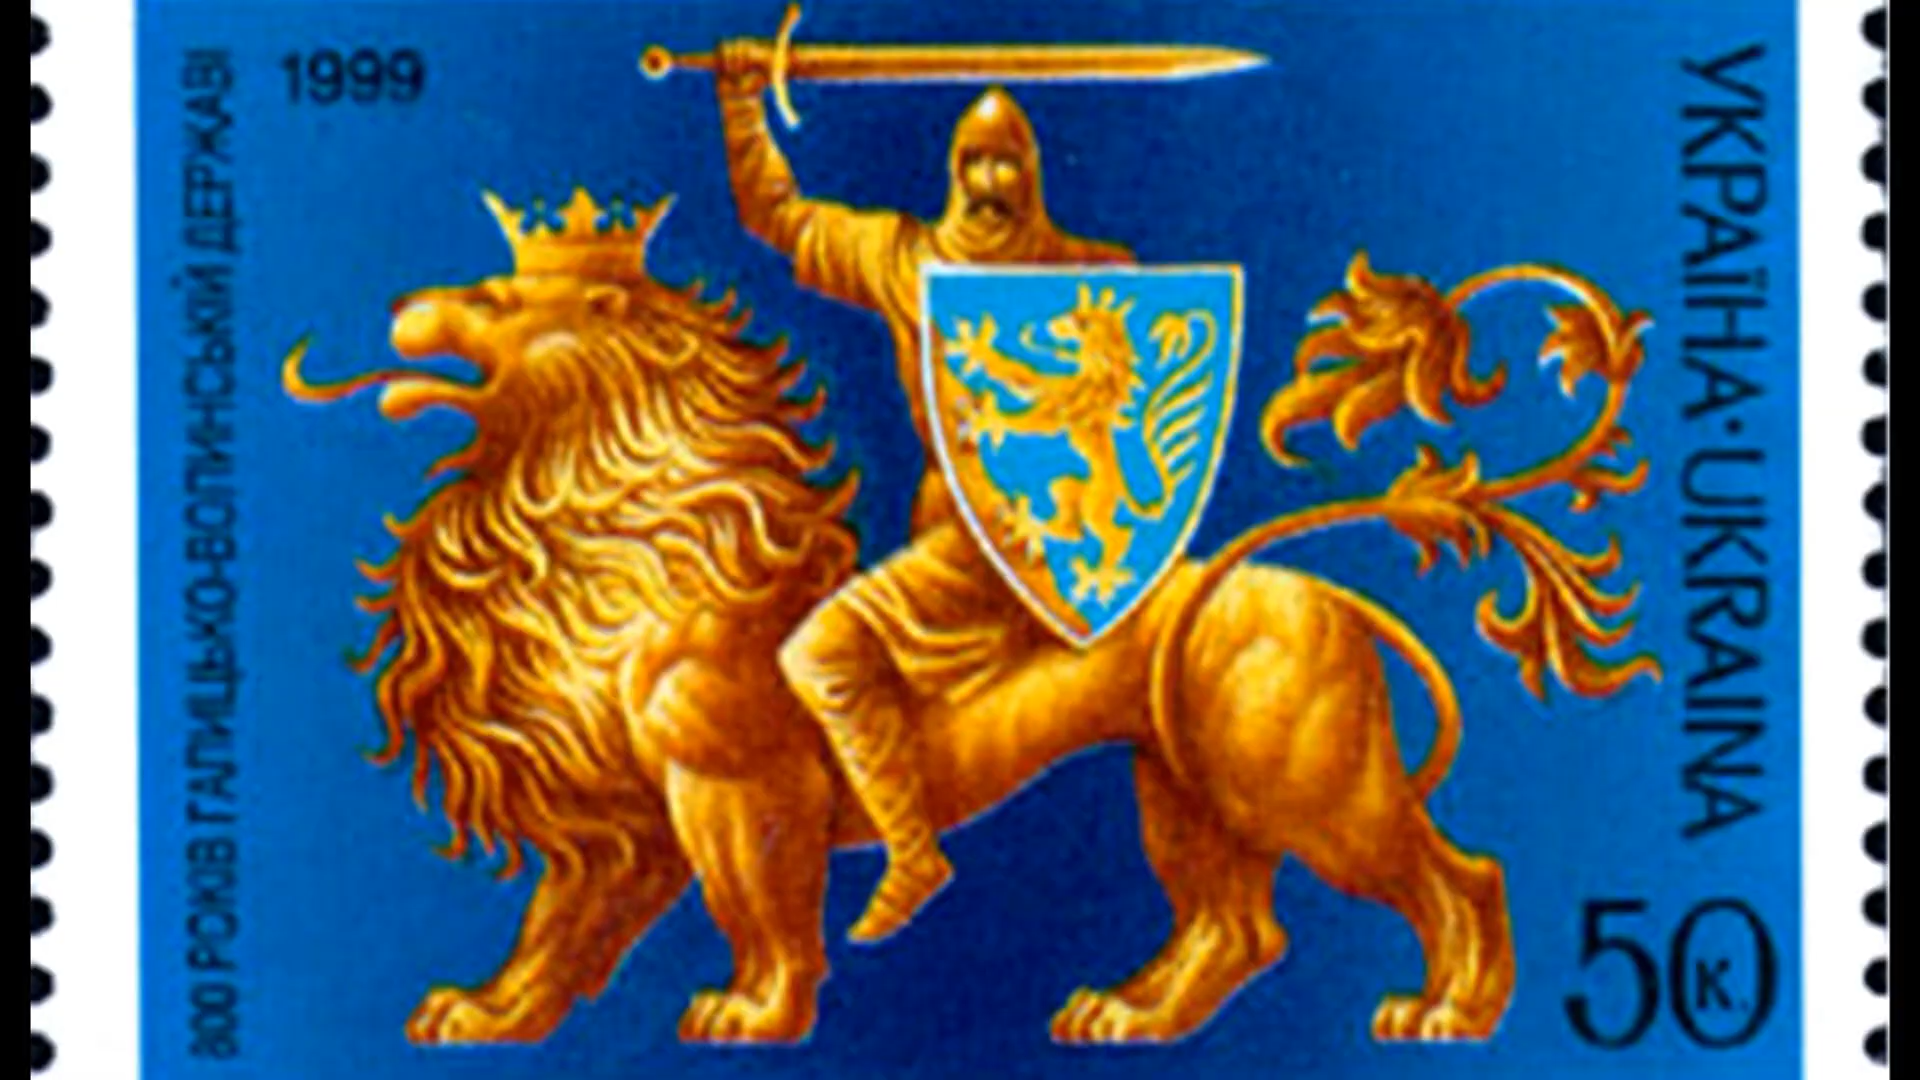 1999
800 РОКІВ ГАЛИЦЬКО-ВОЛИНСЬКІЙ ДЕРЖАВІ
УКРАЇНА·UKRAINA
50 К.